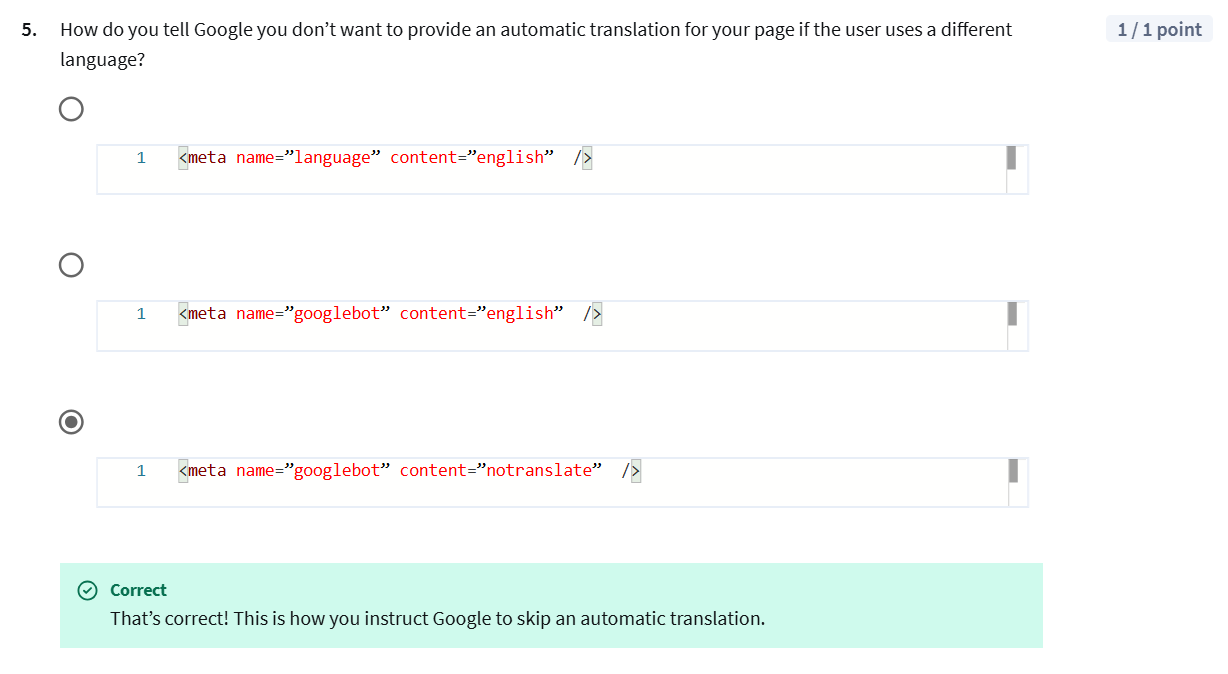 5. How do you tell Google you don’t want to provide an automatic translation for your page if the user uses a different
language?
1 / 1 point
1 <meta name=”language” content=”english”  />
1 <meta name=”googlebot” content=”english”  />
1 <meta name=”googlebot” content=”notranslate”  />
Correct
That’s correct! This is how you instruct Google to skip an automatic translation.